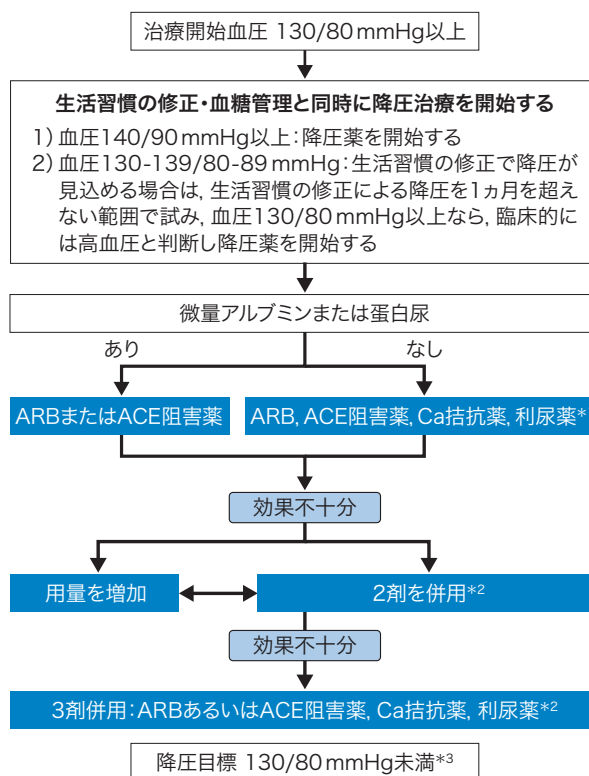 治療開始血圧 130/80mmHg以上
生活習慣の修正・血糖管理と同時に降圧治療を開始する
1）血圧140/90mmHg以上：降圧薬を開始する
2）血圧130-139/80-89mmHg：生活習慣の修正で降圧が
見込める場合は，生活習慣の修正による降圧を1ヵ月を超え
ない範囲で試み，血圧130/80mmHg以上なら，臨床的に
は高血圧と判断し降圧薬を開始する
微量アルブミンまたは蛋白尿
あり
なし
ARBまたはACE阻害薬
ARB, ACE阻害薬, Ca拮抗薬, 利尿薬*
効果不十分
用量を増加
2剤を併用*2
効果不十分
3剤併用：ARBあるいはACE阻害薬, Ca拮抗薬, 利尿薬*2
降圧目標 130/80mmHg未満*3